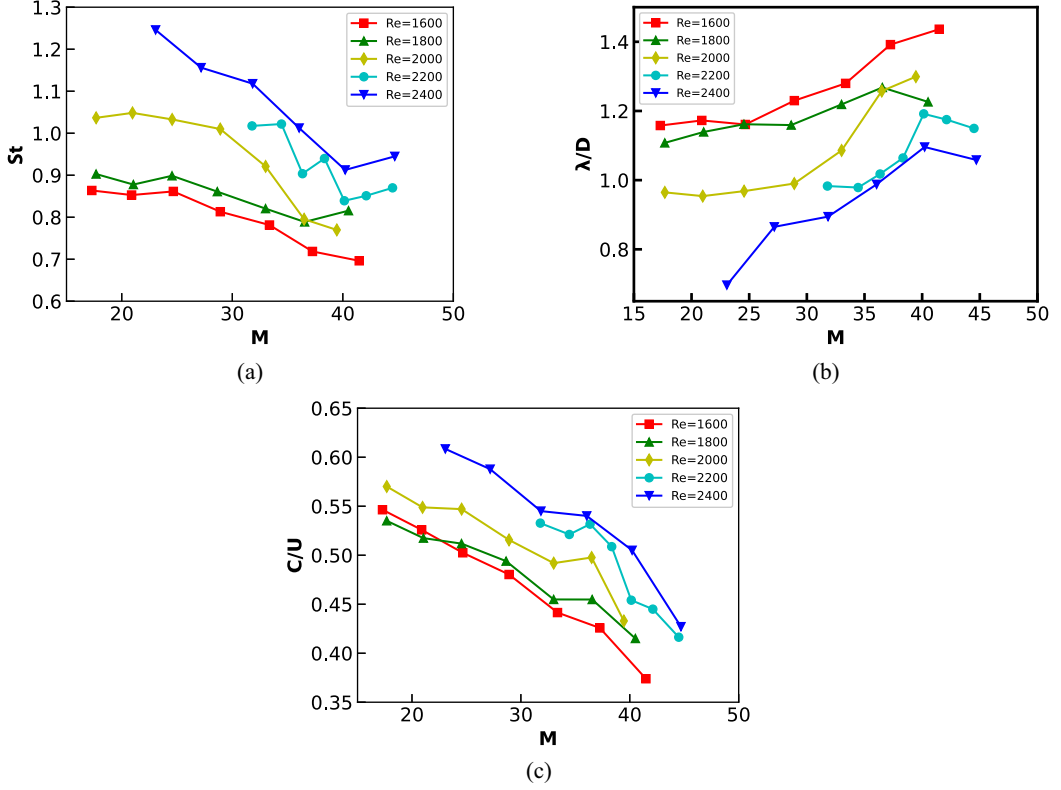 1.3
1.2
1.1
1.0
0.9
0.8
0.7
0.6
St
20
30
40
50
M
Re=1600
Re=1800
Re=2000
Re=2200
Re=2400
(a)
1.4
1.2
1.0
0.8
λ/D
15
20
25
30
35
40
45
50
M
Re=1600
Re=1800
Re=2000
Re=2200
Re=2400
(b)
0.65
0.60
0.55
0.50
0.45
0.40
0.35
C/U
20
30
40
50
M
Re=1600
Re=1800
Re=2000
Re=2200
Re=2400
(c)